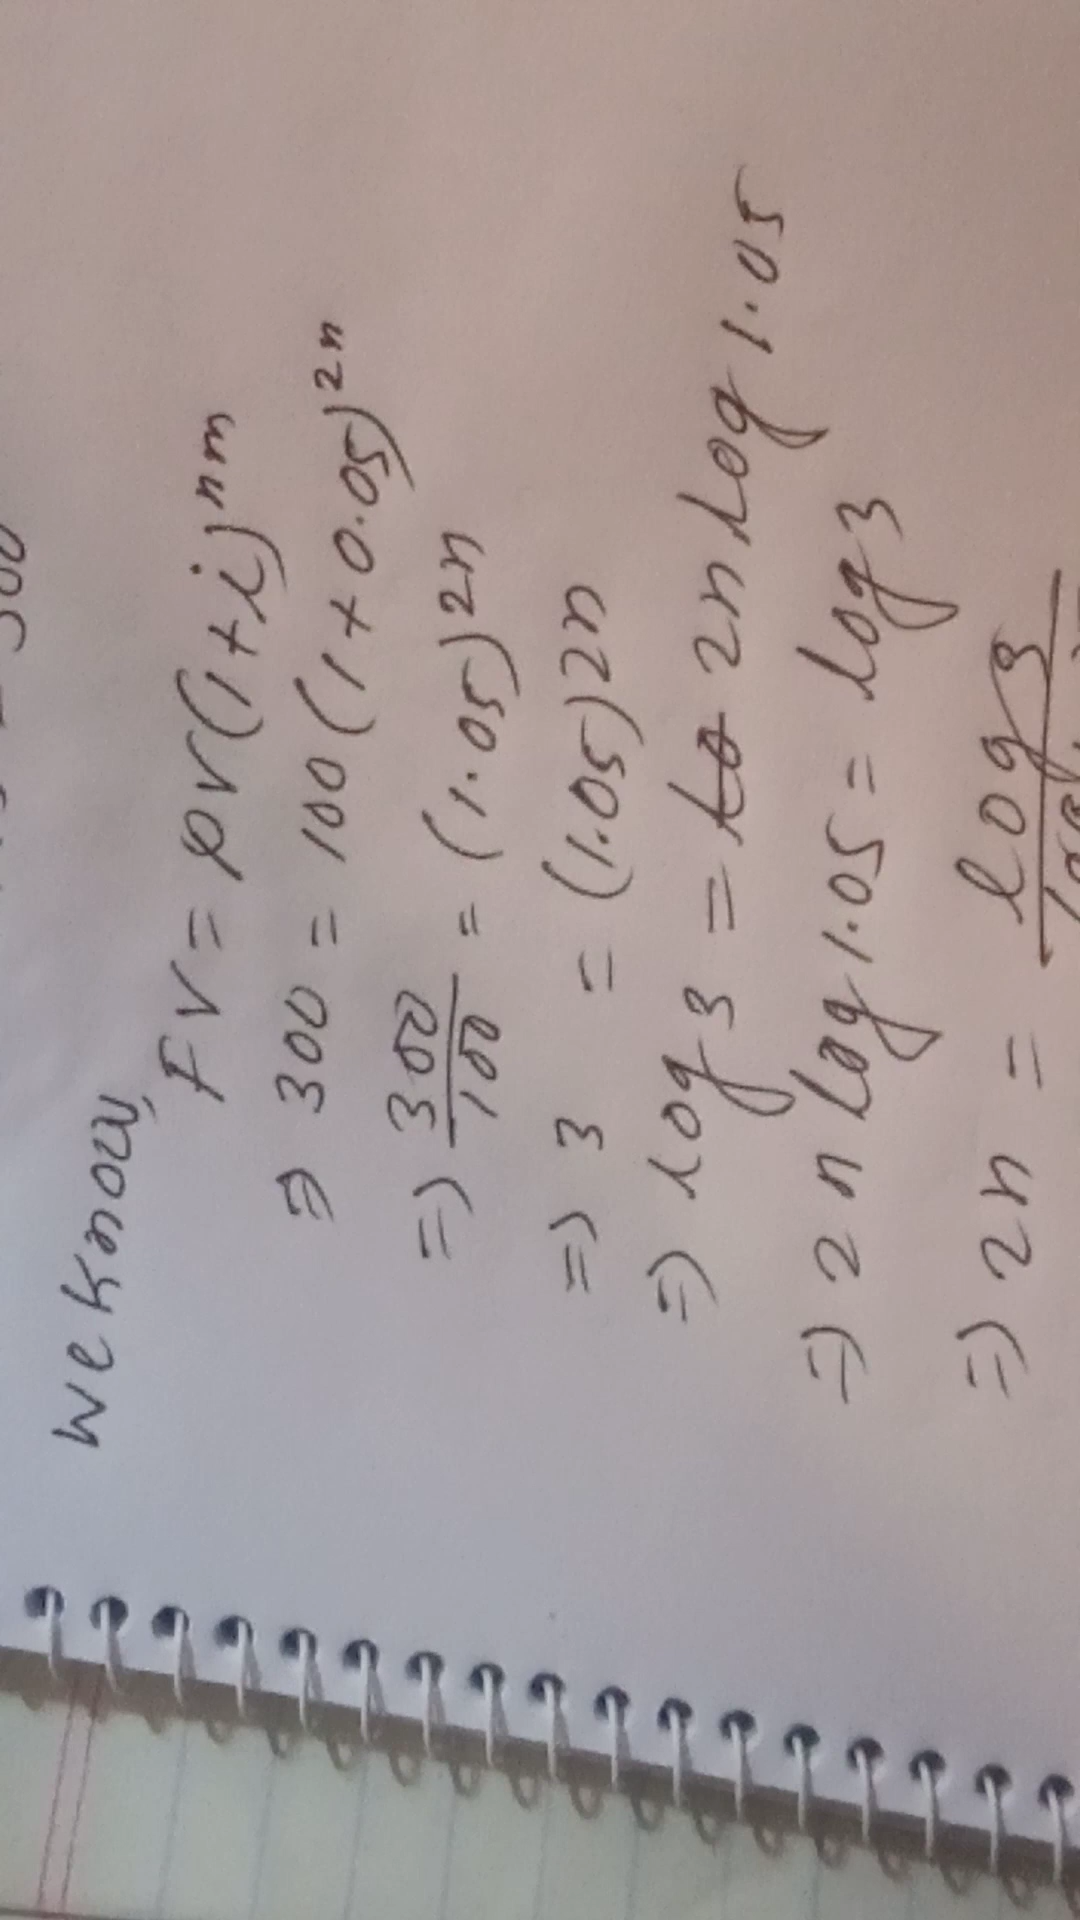 300
we know,
FV = PV(1+i)^nm
⇒ 300 = 100 (1 + 0.05)^2n
⇒ 300/100 = (1.05)2n
⇒ 3 = (1.05)2n
⇒ log 3 = 2n log 1.05
⇒ 2n log 1.05 = log 3
⇒ 2n = log 3